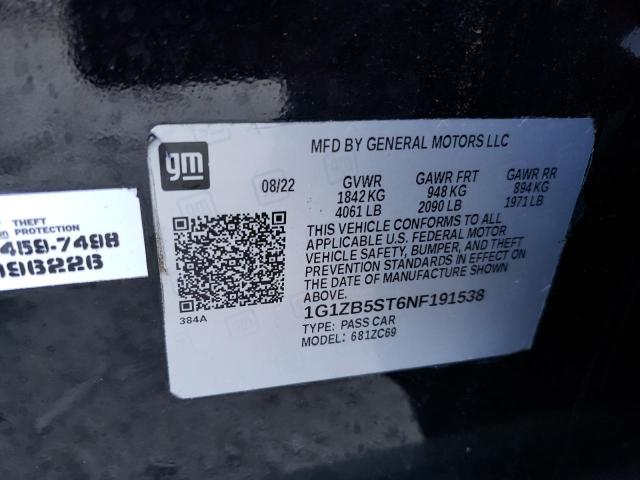 gm
MFD BY GENERAL MOTORS LLC
08/22 GVWR GAWR FRT GAWR RR
1842 KG 948 KG 894 KG
4061 LB 2090 LB 1971 LB
THIS VEHICLE CONFORMS TO ALL
APPLICABLE U.S. FEDERAL MOTOR
VEHICLE SAFETY, BUMPER, AND THEFT
PREVENTION STANDARDS IN EFFECT ON
THE DATE OF MANUFACTURE SHOWN
ABOVE.
384A
1G1ZB5ST6NF191538
TYPE: PASS CAR
MODEL: 681ZC69
THEFT
PROTECTION
459-7498
096226